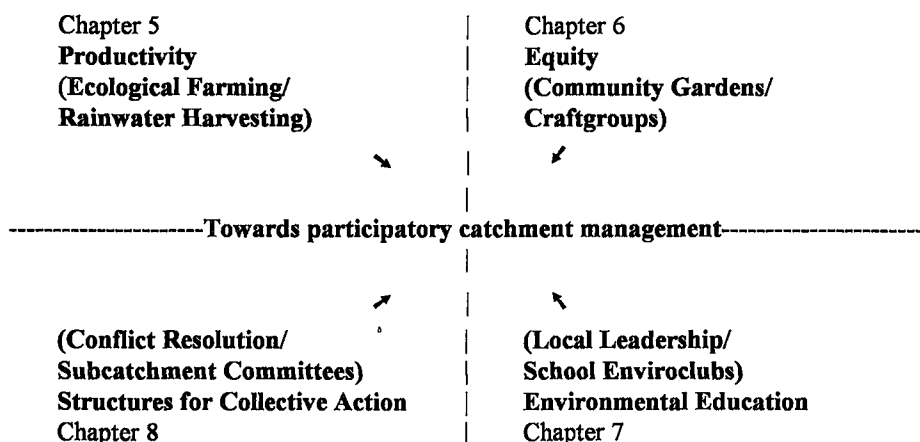 Chapter 5
Productivity
(Ecological Farming/
Rainwater Harvesting)
Chapter 6
Equity
(Community Gardens/
Craftgroups)
Towards participatory catchment management
(Conflict Resolution/
Subcatchment Committees)
Structures for Collective Action
Chapter 8
(Local Leadership/
School Enviroclubs)
Environmental Education
Chapter 7